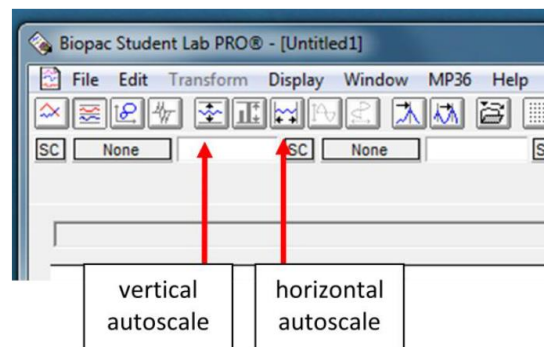 Biopac Student Lab PRO® - [Untitled1]
File Edit Transform Display Window MP36 Help
SC None SC None S
vertical
autoscale
horizontal
autoscale